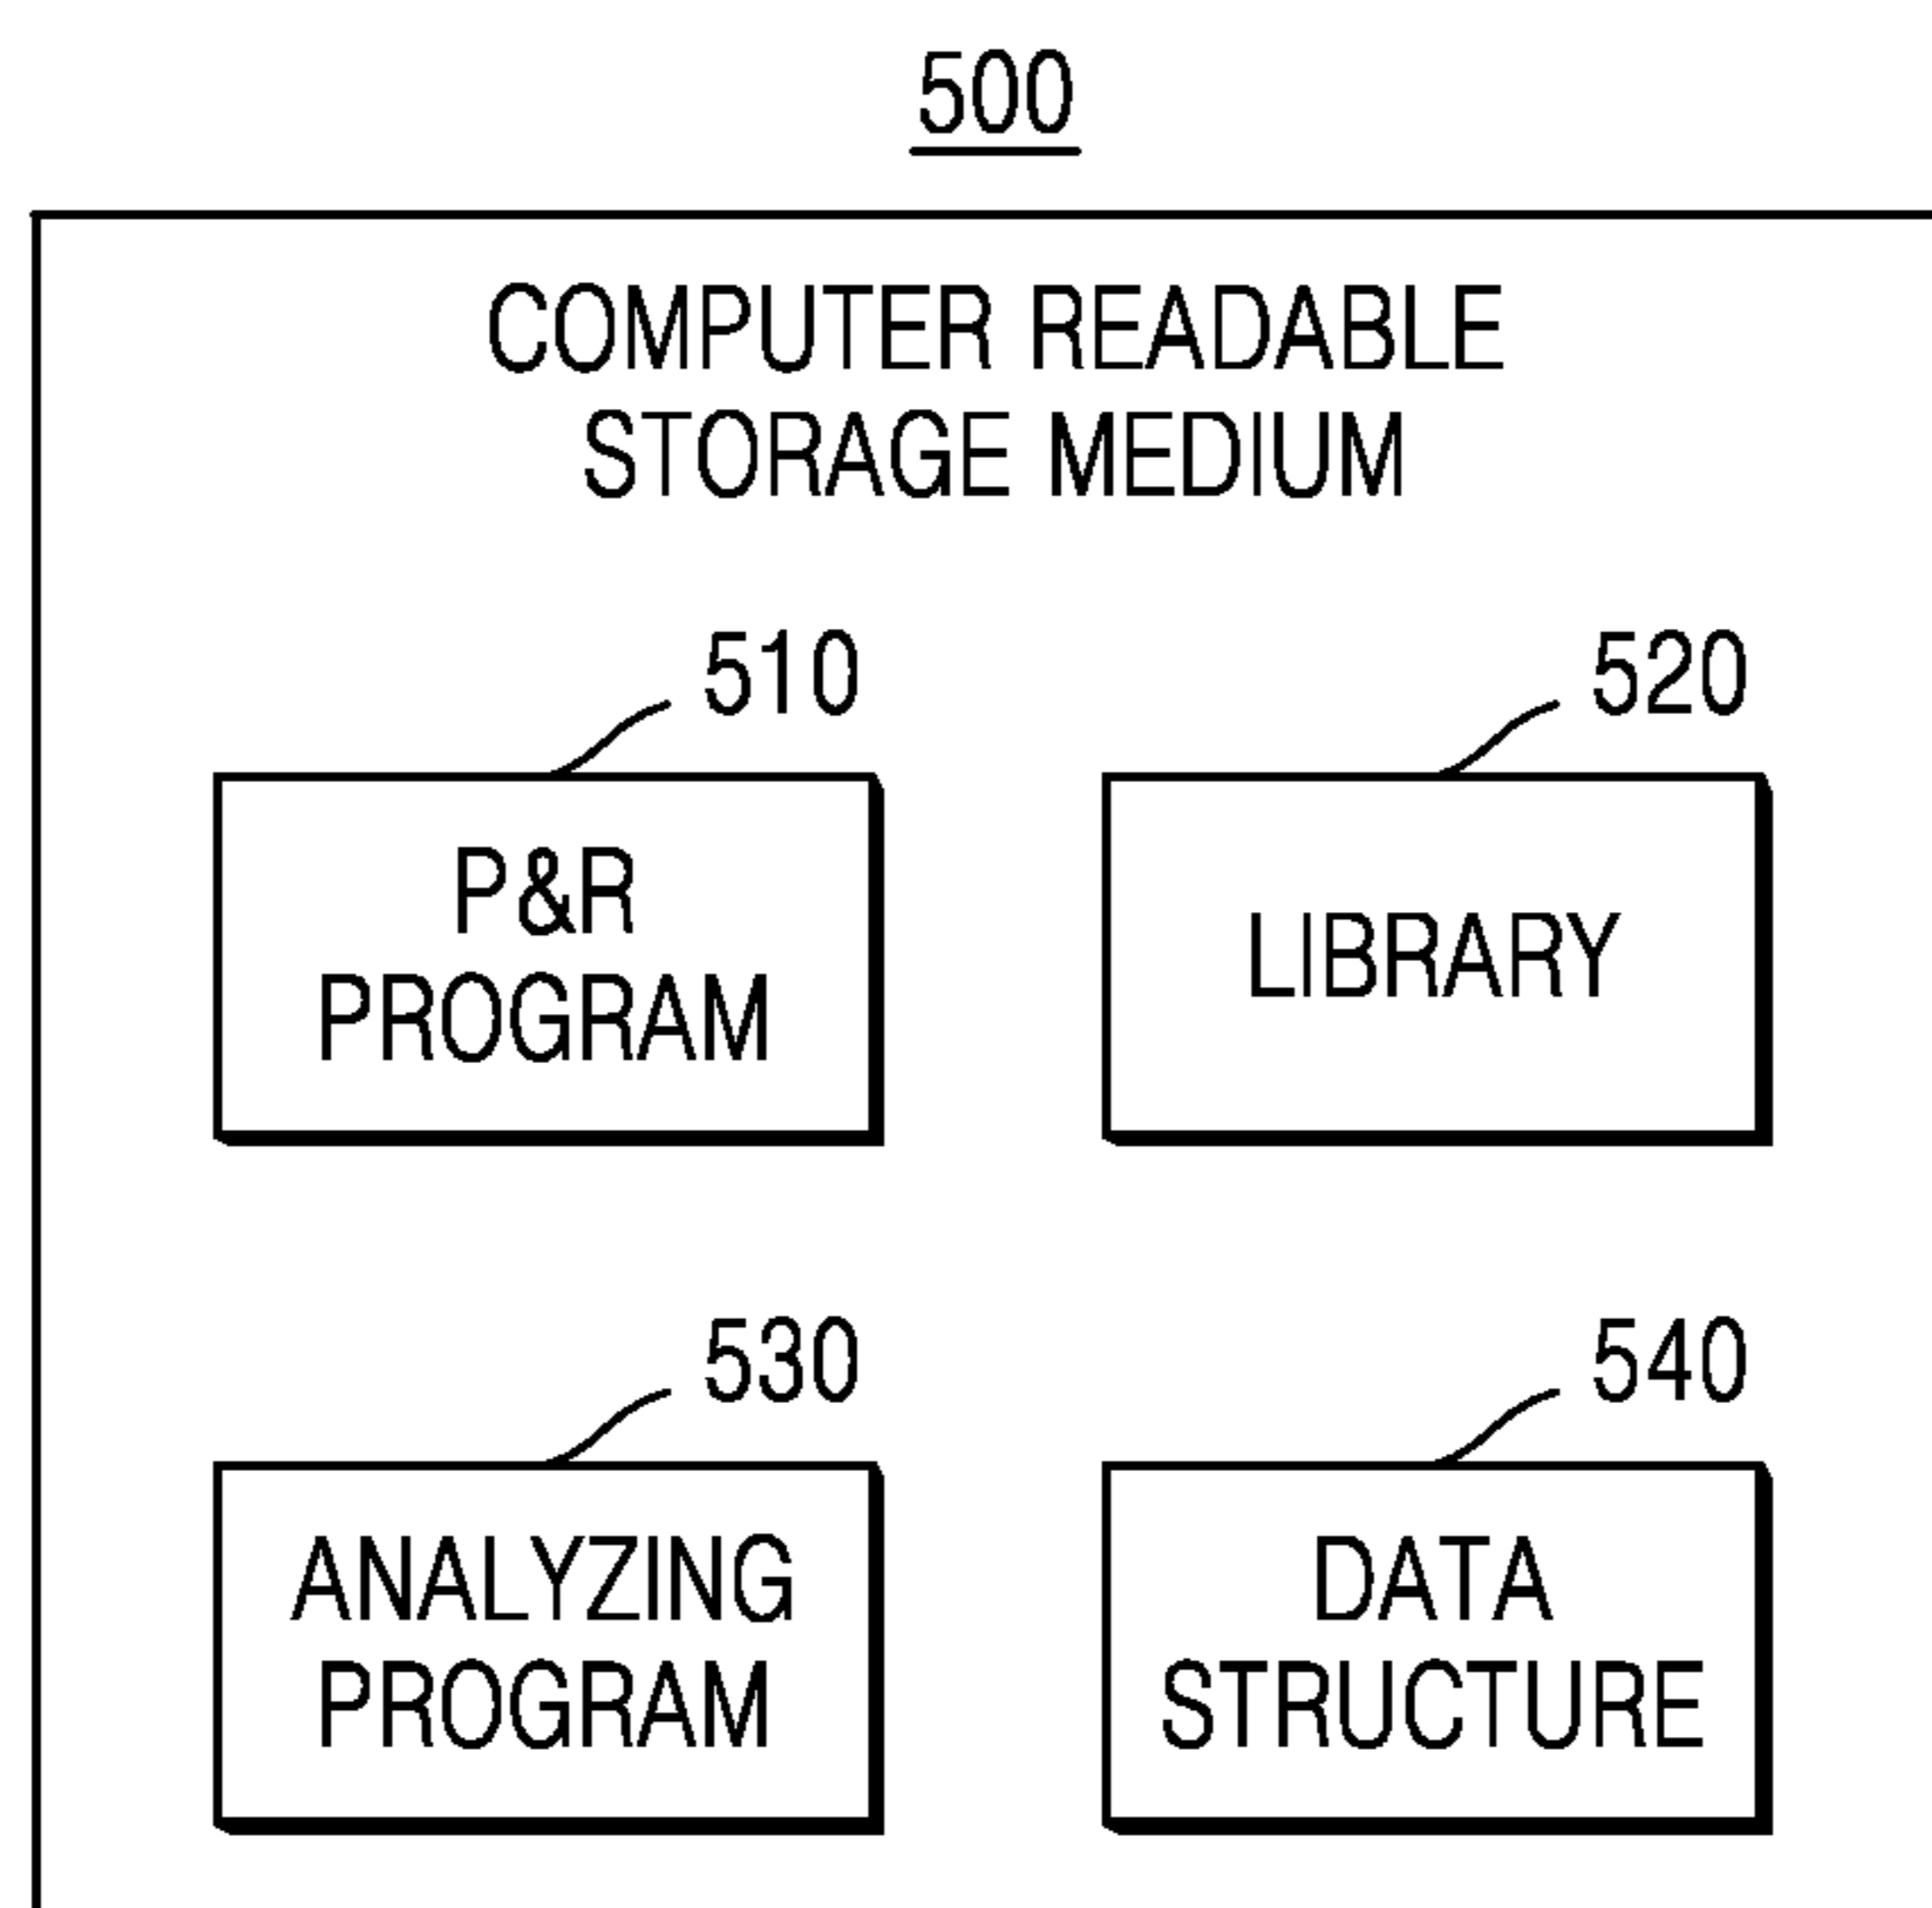 500
COMPUTER READABLE
STORAGE MEDIUM
510
520
P&R
PROGRAM
LIBRARY
530
540
ANALYZING
PROGRAM
DATA
STRUCTURE